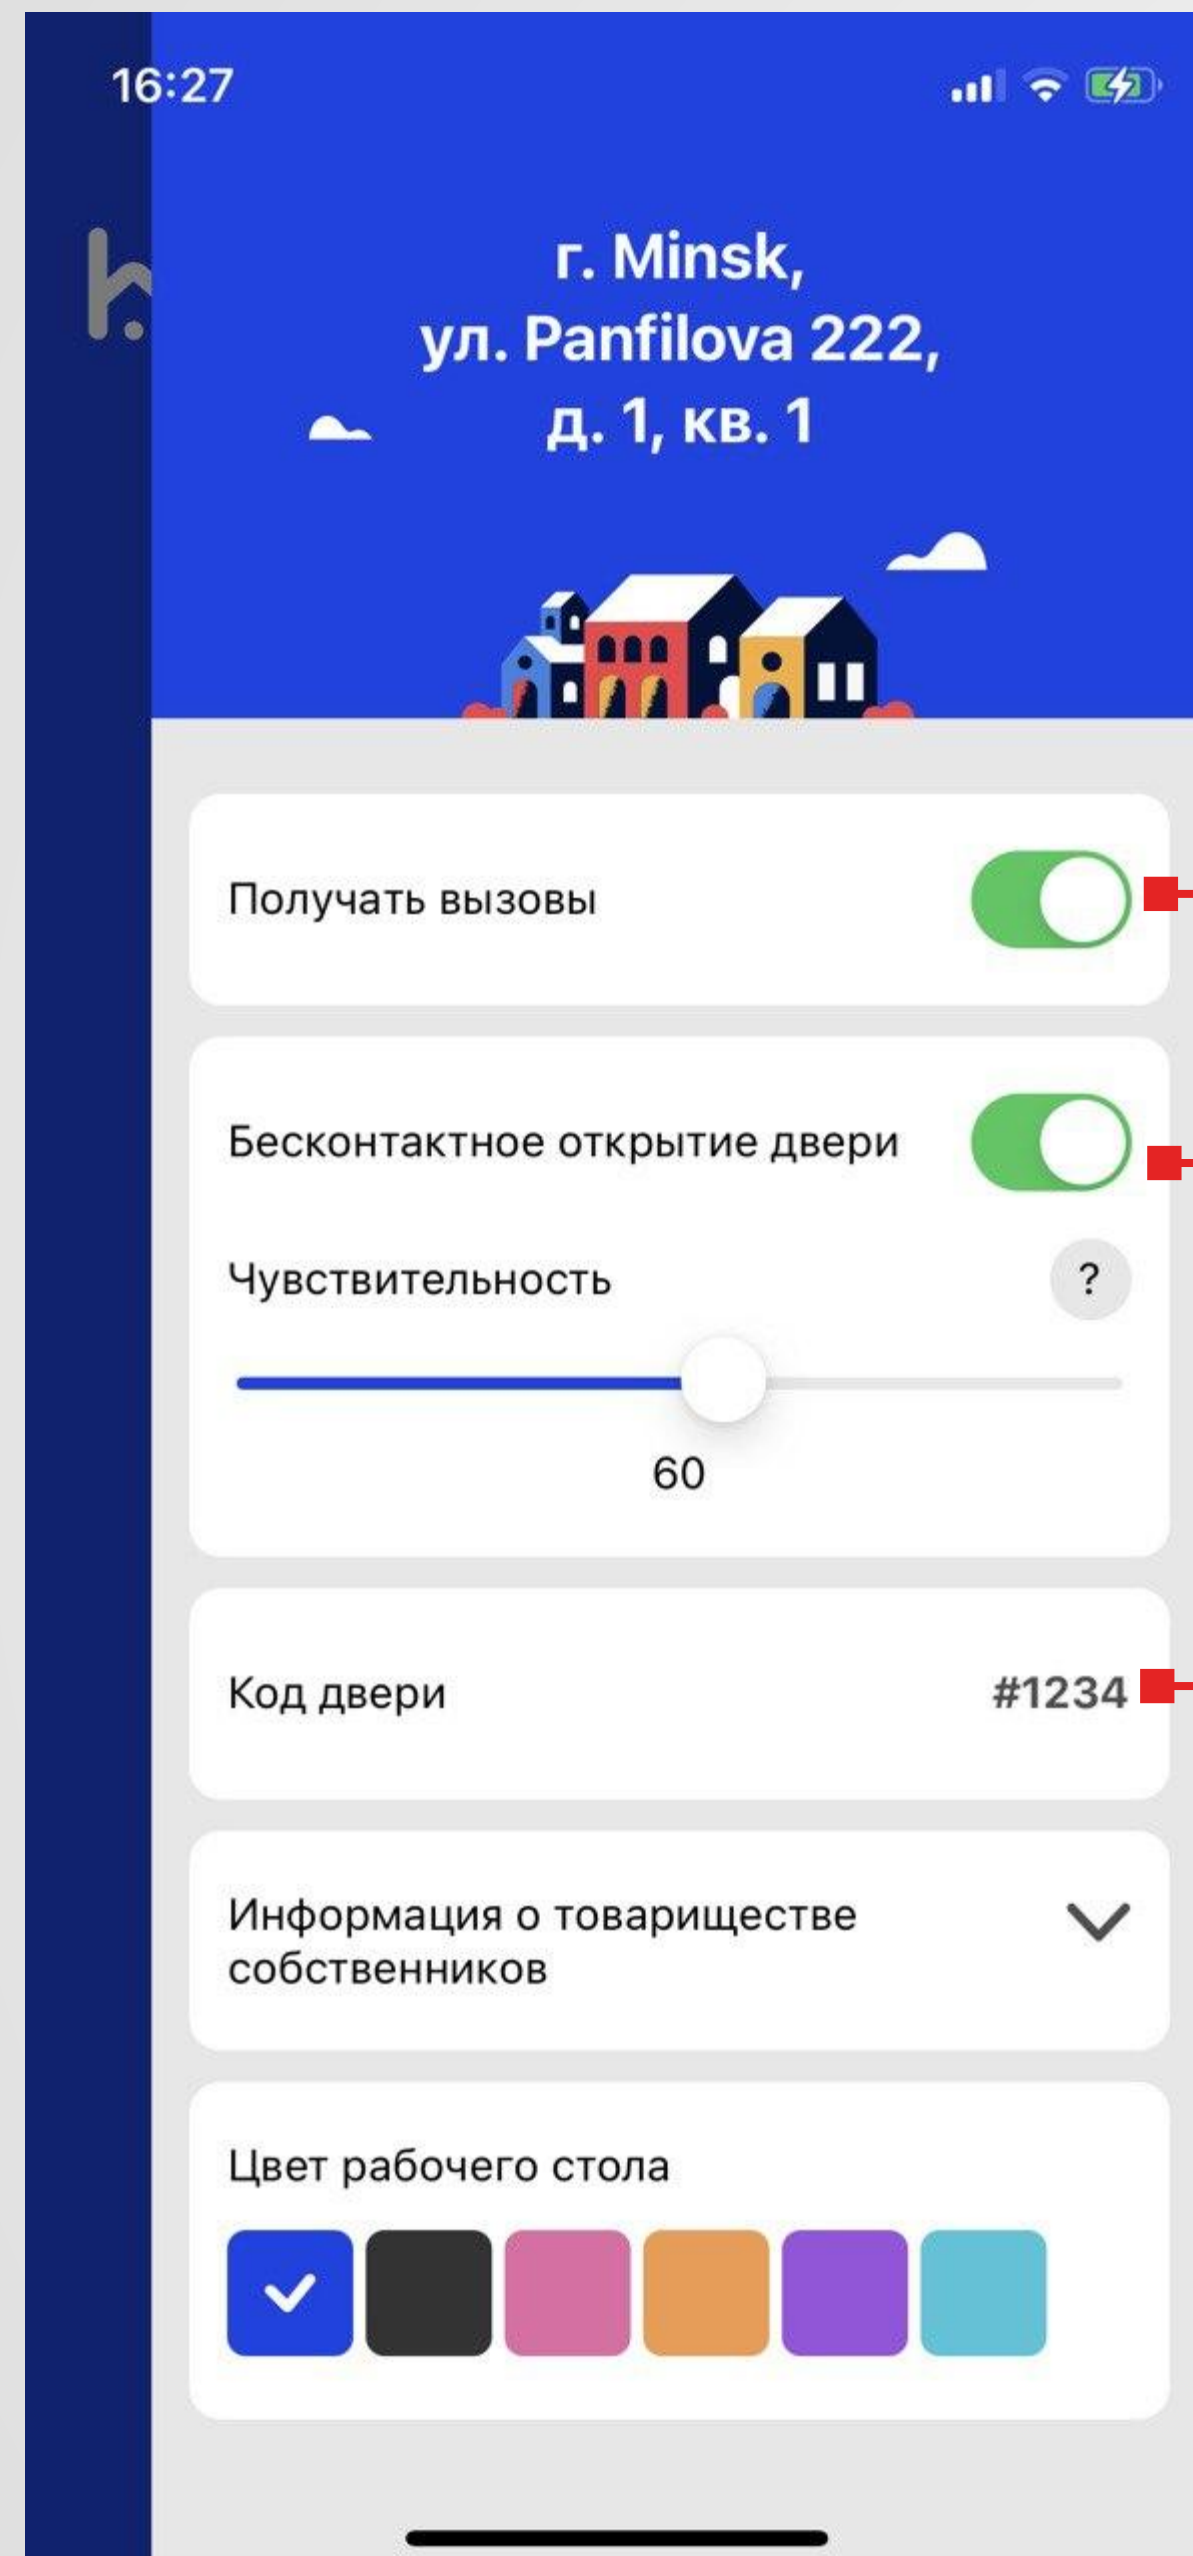 16:27
г. Minsk,
ул. Panfilova 222,
д. 1, кв. 1
Получать вызовы
Бесконтактное открытие двери
Чувствительность
?
60
Код двери
#1234
Информация о товариществе
собственников
Цвет рабочего стола